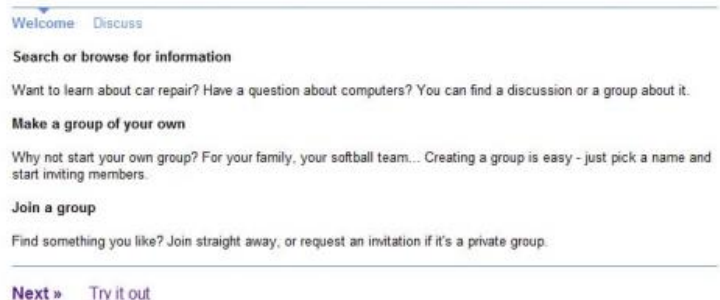 Welcome Discuss
Search or browse for information
Want to learn about car repair? Have a question about computers? You can find a discussion or a group about it.
Make a group of your own
Why not start your own group? For your family, your softball team... Creating a group is easy - just pick a name and
start inviting members.
Join a group
Find something you like? Join straight away, or request an invitation if it's a private group.
Next » Try it out